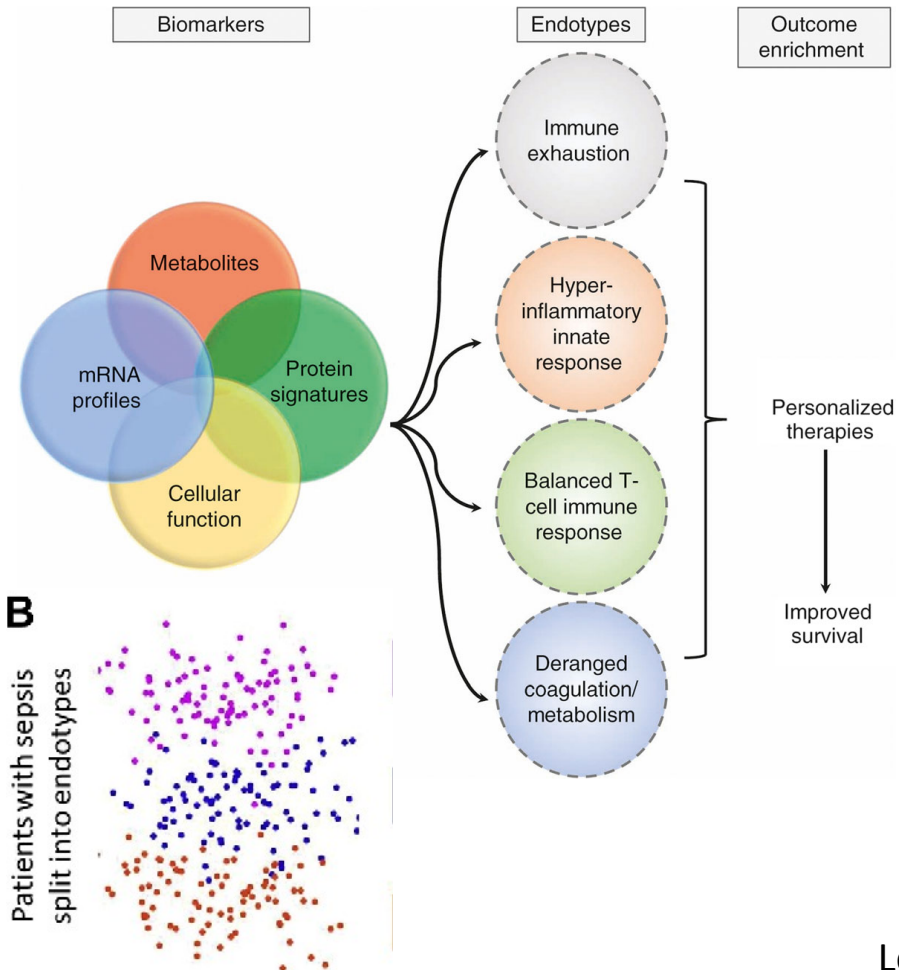 Biomarkers
Endotypes
Outcome
enrichment
Immune
exhaustion
Metabolites
Hyper-
inflammatory
innate
response
mRNA
profiles
Protein
signatures
Personalized
therapies
Cellular
function
Balanced T-
cell immune
response
Improved
survival
Deranged
coagulation/
metabolism
B
Patients with sepsis
split into endotypes